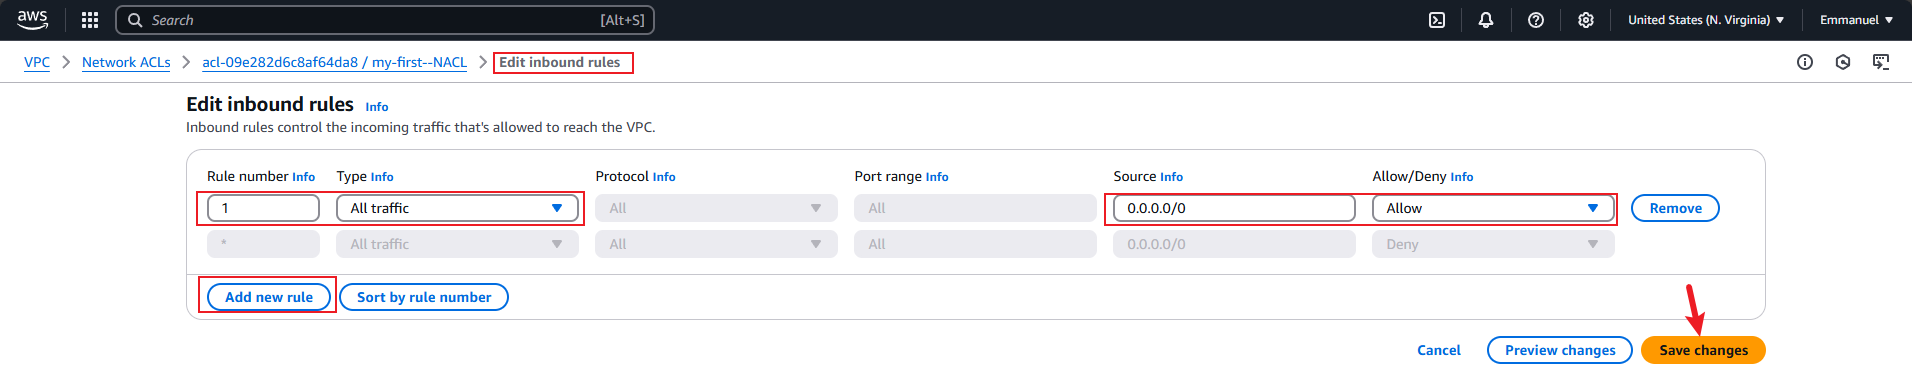 aws Search [Alt+S] United States (N. Virginia) Emmanuel
VPC Network ACLs acl-09e282d6c8af64da8 / my-first--NACL Edit inbound rules
Edit inbound rules Info
Inbound rules control the incoming traffic that's allowed to reach the VPC.
Rule number Info Type Info Protocol Info Port range Info Source Info Allow/Deny Info
1 All traffic All All 0.0.0.0/0 Allow Remove
* All traffic All All 0.0.0.0/0 Deny
Add new rule Sort by rule number
Cancel Preview changes Save changes